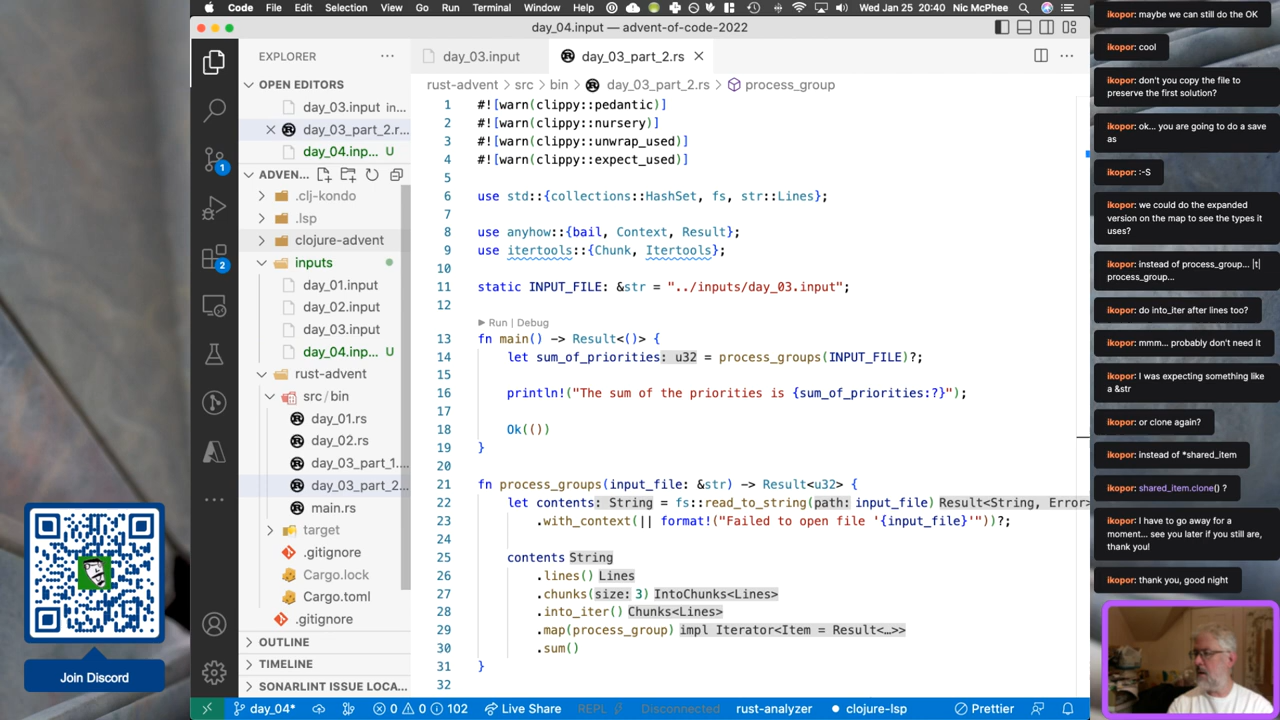 Code File Edit Selection View Go Run Terminal Window Help Wed Jan 25 20:40 Nic McPhee
day_04.input — advent-of-code-2022
EXPLORER
OPEN EDITORS
day_03.input in...
day_03_part_2.r...
day_04.inp... U
ADVEN...
.clj-kondo
.lsp
clojure-advent
inputs
day_01.input
day_02.input
day_03.input
day_04.inp... U
rust-advent
src/bin
day_01.rs
day_02.rs
day_03_part_1....
day_03_part_2...
main.rs
target
.gitignore
Cargo.lock
Cargo.toml
.gitignore
OUTLINE
TIMELINE
SONARLINT ISSUE LOCA...
1
2
Join Discord
day_03.input
day_03_part_2.rs
rust-advent > src > bin > day_03_part_2.rs > process_group
1 #![warn(clippy::pedantic)]
2 #![warn(clippy::nursery)]
3 #![warn(clippy::unwrap_used)]
4 #![warn(clippy::expect_used)]
5
6 use std::{collections::HashSet, fs, str::Lines};
7
8 use anyhow::{bail, Context, Result};
9 use itertools::{Chunk, Itertools};
10
11 static INPUT_FILE: &str = "../inputs/day_03.input";
12
Run | Debug
13 fn main() -> Result<()> {
14 let sum_of_priorities: u32 = process_groups(INPUT_FILE)?;
15
16 println!("The sum of the priorities is {sum_of_priorities:?}");
17
18 Ok(())
19 }
20
21 fn process_groups(input_file: &str) -> Result<u32> {
22 let contents: String = fs::read_to_string(path: input_file) Result<String, Error>
23 .with_context(|| format!("Failed to open file '{input_file}'"))?;
24
25 contents String
26 .lines() Lines
27 .chunks(size: 3) IntoChunks<Lines>
28 .into_iter() Chunks<Lines>
29 .map(process_group) impl Iterator<Item = Result<…>>
30 .sum()
31 }
32
day_04* 0 0 102 Live Share REPL Disconnected rust-analyzer clojure-lsp Prettier
ikopor: maybe we can still do the OK
ikopor: cool
ikopor: don't you copy the file to
preserve the first solution?
ikopor: ok... you are going to do a save
as
ikopor: :-S
ikopor: we could do the expanded
version on the map to see the types it
uses?
ikopor: instead of process_group... |t|
process_group...
ikopor: do into_iter after lines too?
ikopor: mmm... probably don't need it
ikopor: I was expecting something like
a &str
ikopor: or clone again?
ikopor: instead of *shared_item
ikopor: shared_item.clone() ?
ikopor: I have to go away for a
moment... see you later if you still are,
thank you!
ikopor: thank you, good night